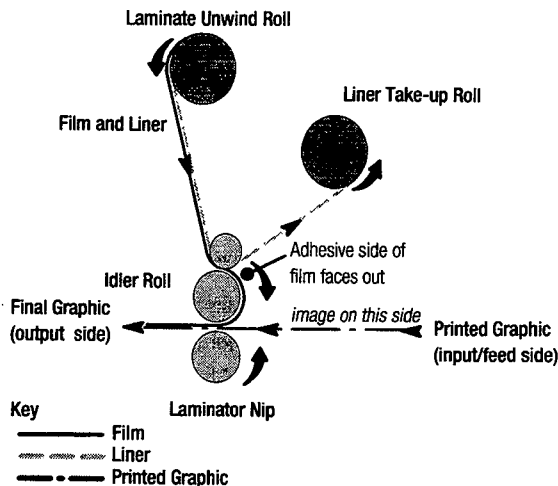 Laminate Unwind Roll
Liner Take-up Roll
Film and Liner
Adhesive side of
film faces out
Idler Roll
image on this side
Final Graphic
(output side)
Printed Graphic
(input/feed side)
Laminator Nip
Key
Film
Liner
Printed Graphic